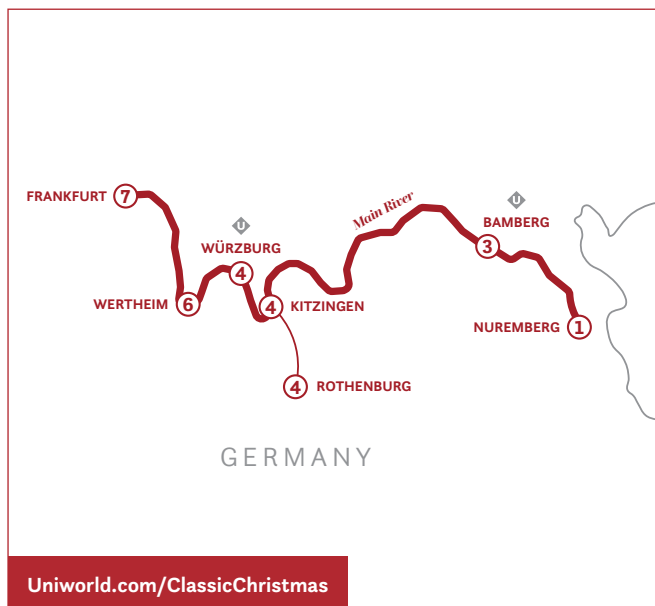 Main River
U
BAMBERG
3
FRANKFURT 7
U
WÜRZBURG
4
WERTHEIM 6
4 KITZINGEN
NUREMBERG 1
4 ROTHENBURG
GERMANY
Uniworld.com/ClassicChristmas